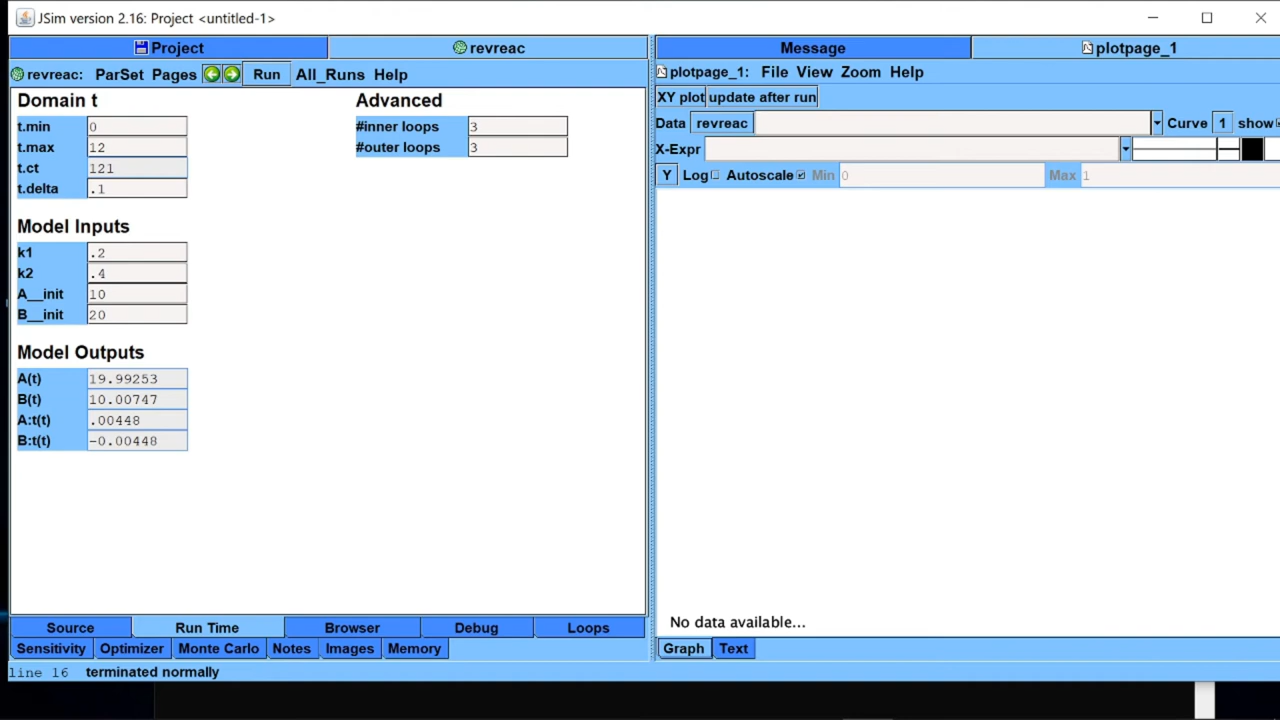 JSim version 2.16: Project <untitled-1>
Project
revreac
revreac: ParSet Pages Run All_Runs Help
Domain t
t.min 0
t.max 12
t.ct 121
t.delta .1
Advanced
#inner loops 3
#outer loops 3
Model Inputs
k1 .2
k2 .4
A__init 10
B__init 20
Model Outputs
A(t) 19.99253
B(t) 10.00747
A:t(t) .00448
B:t(t) -0.00448
Source Run Time Browser Debug Loops
Sensitivity Optimizer Monte Carlo Notes Images Memory
line 16 terminated normally
Message
plotpage_1
plotpage_1: File View Zoom Help
XY plot update after run
Data revreac Curve 1 show
X-Expr
Y Log Autoscale Min 0 Max 1
No data available...
Graph Text